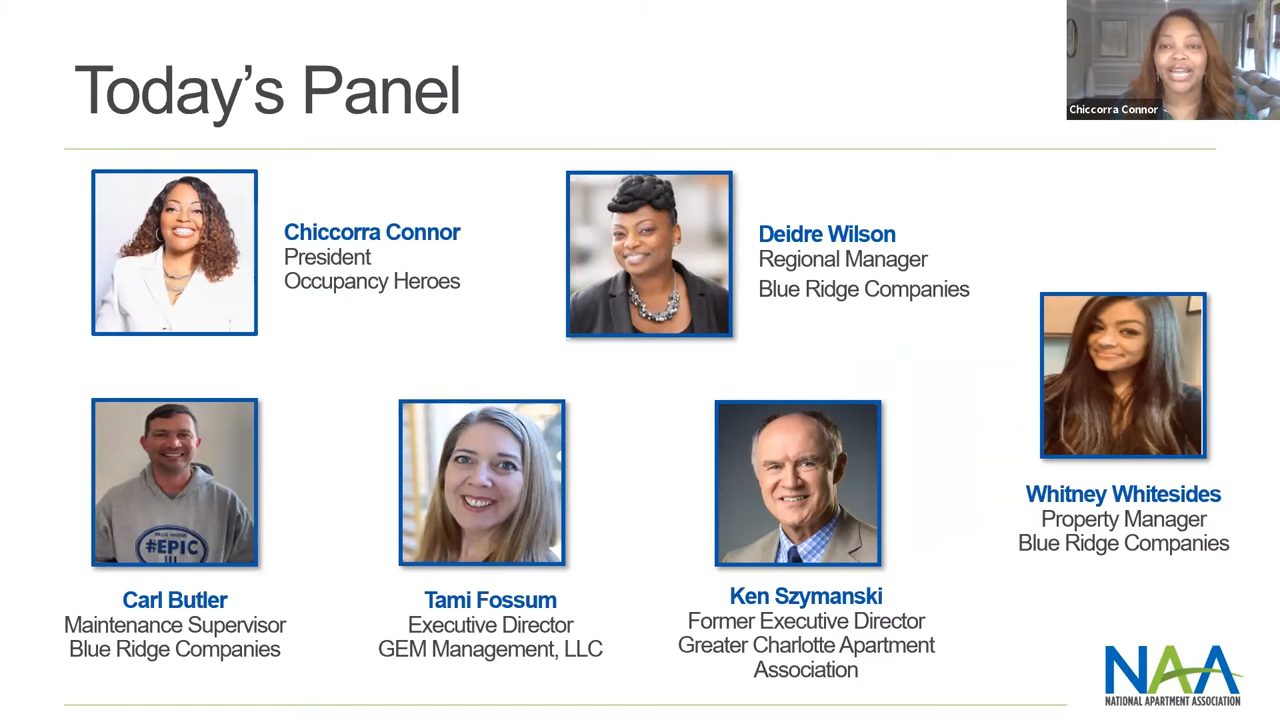 Today's Panel
Chiccorra Connor
Chiccorra Connor
President
Occupancy Heroes
Deidre Wilson
Regional Manager
Blue Ridge Companies
Whitney Whitesides
Property Manager
Blue Ridge Companies
BLUE RIDGE
#EPIC
Carl Butler
Maintenance Supervisor
Blue Ridge Companies
Tami Fossum
Executive Director
GEM Management, LLC
Ken Szymanski
Former Executive Director
Greater Charlotte Apartment
Association
NAA
NATIONAL APARTMENT ASSOCIATION